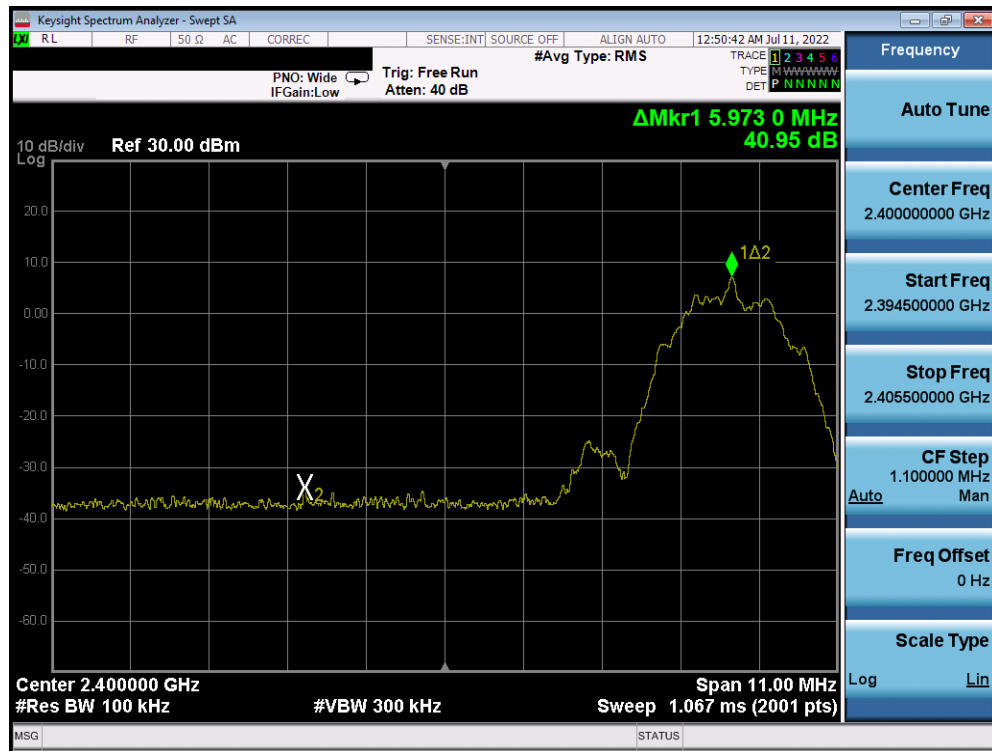 Keysight Spectrum Analyzer - Swept SA
LXI RL RF 50 Ω AC CORREC SENSE:INT SOURCE OFF ALIGN AUTO 12:50:42 AM Jul 11, 2022
#Avg Type: RMS
TRACE 1 2 3 4 5 6
PNO: Wide Trig: Free Run
TYPE M W W W W W
IFGain:Low Atten: 40 dB
DET P N N N N N
ΔMkr1 5.973 0 MHz
40.95 dB
10 dB/div Ref 30.00 dBm
Log
20.0
10.0
0.00
-10.0
-20.0
-30.0
-40.0
-50.0
-60.0
1Δ2
X2
Center 2.400000 GHz Span 11.00 MHz
#Res BW 100 kHz #VBW 300 kHz Sweep 1.067 ms (2001 pts)
MSG STATUS
Frequency
Auto Tune
Center Freq
2.400000000 GHz
Start Freq
2.394500000 GHz
Stop Freq
2.405500000 GHz
CF Step
1.100000 MHz
Auto Man
Freq Offset
0 Hz
Scale Type
Log Lin